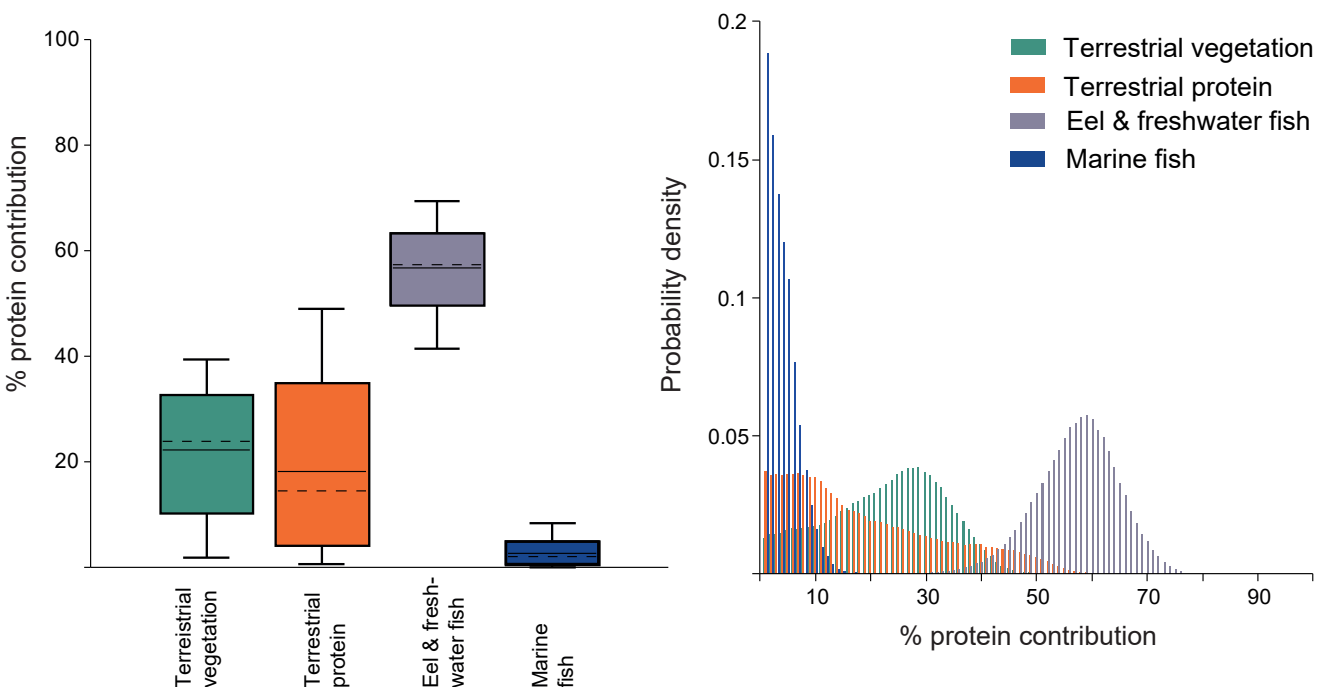 100
80
60
40
20
% protein contribution
Terreistrial
vegetation
Terrestrial
protein
Eel & fresh-
water fish
Marine
fish
0.2
0.15
0.1
0.05
Probability density
Terrestrial vegetation
Terrestrial protein
Eel & freshwater fish
Marine fish
10 30 50 70 90
% protein contribution